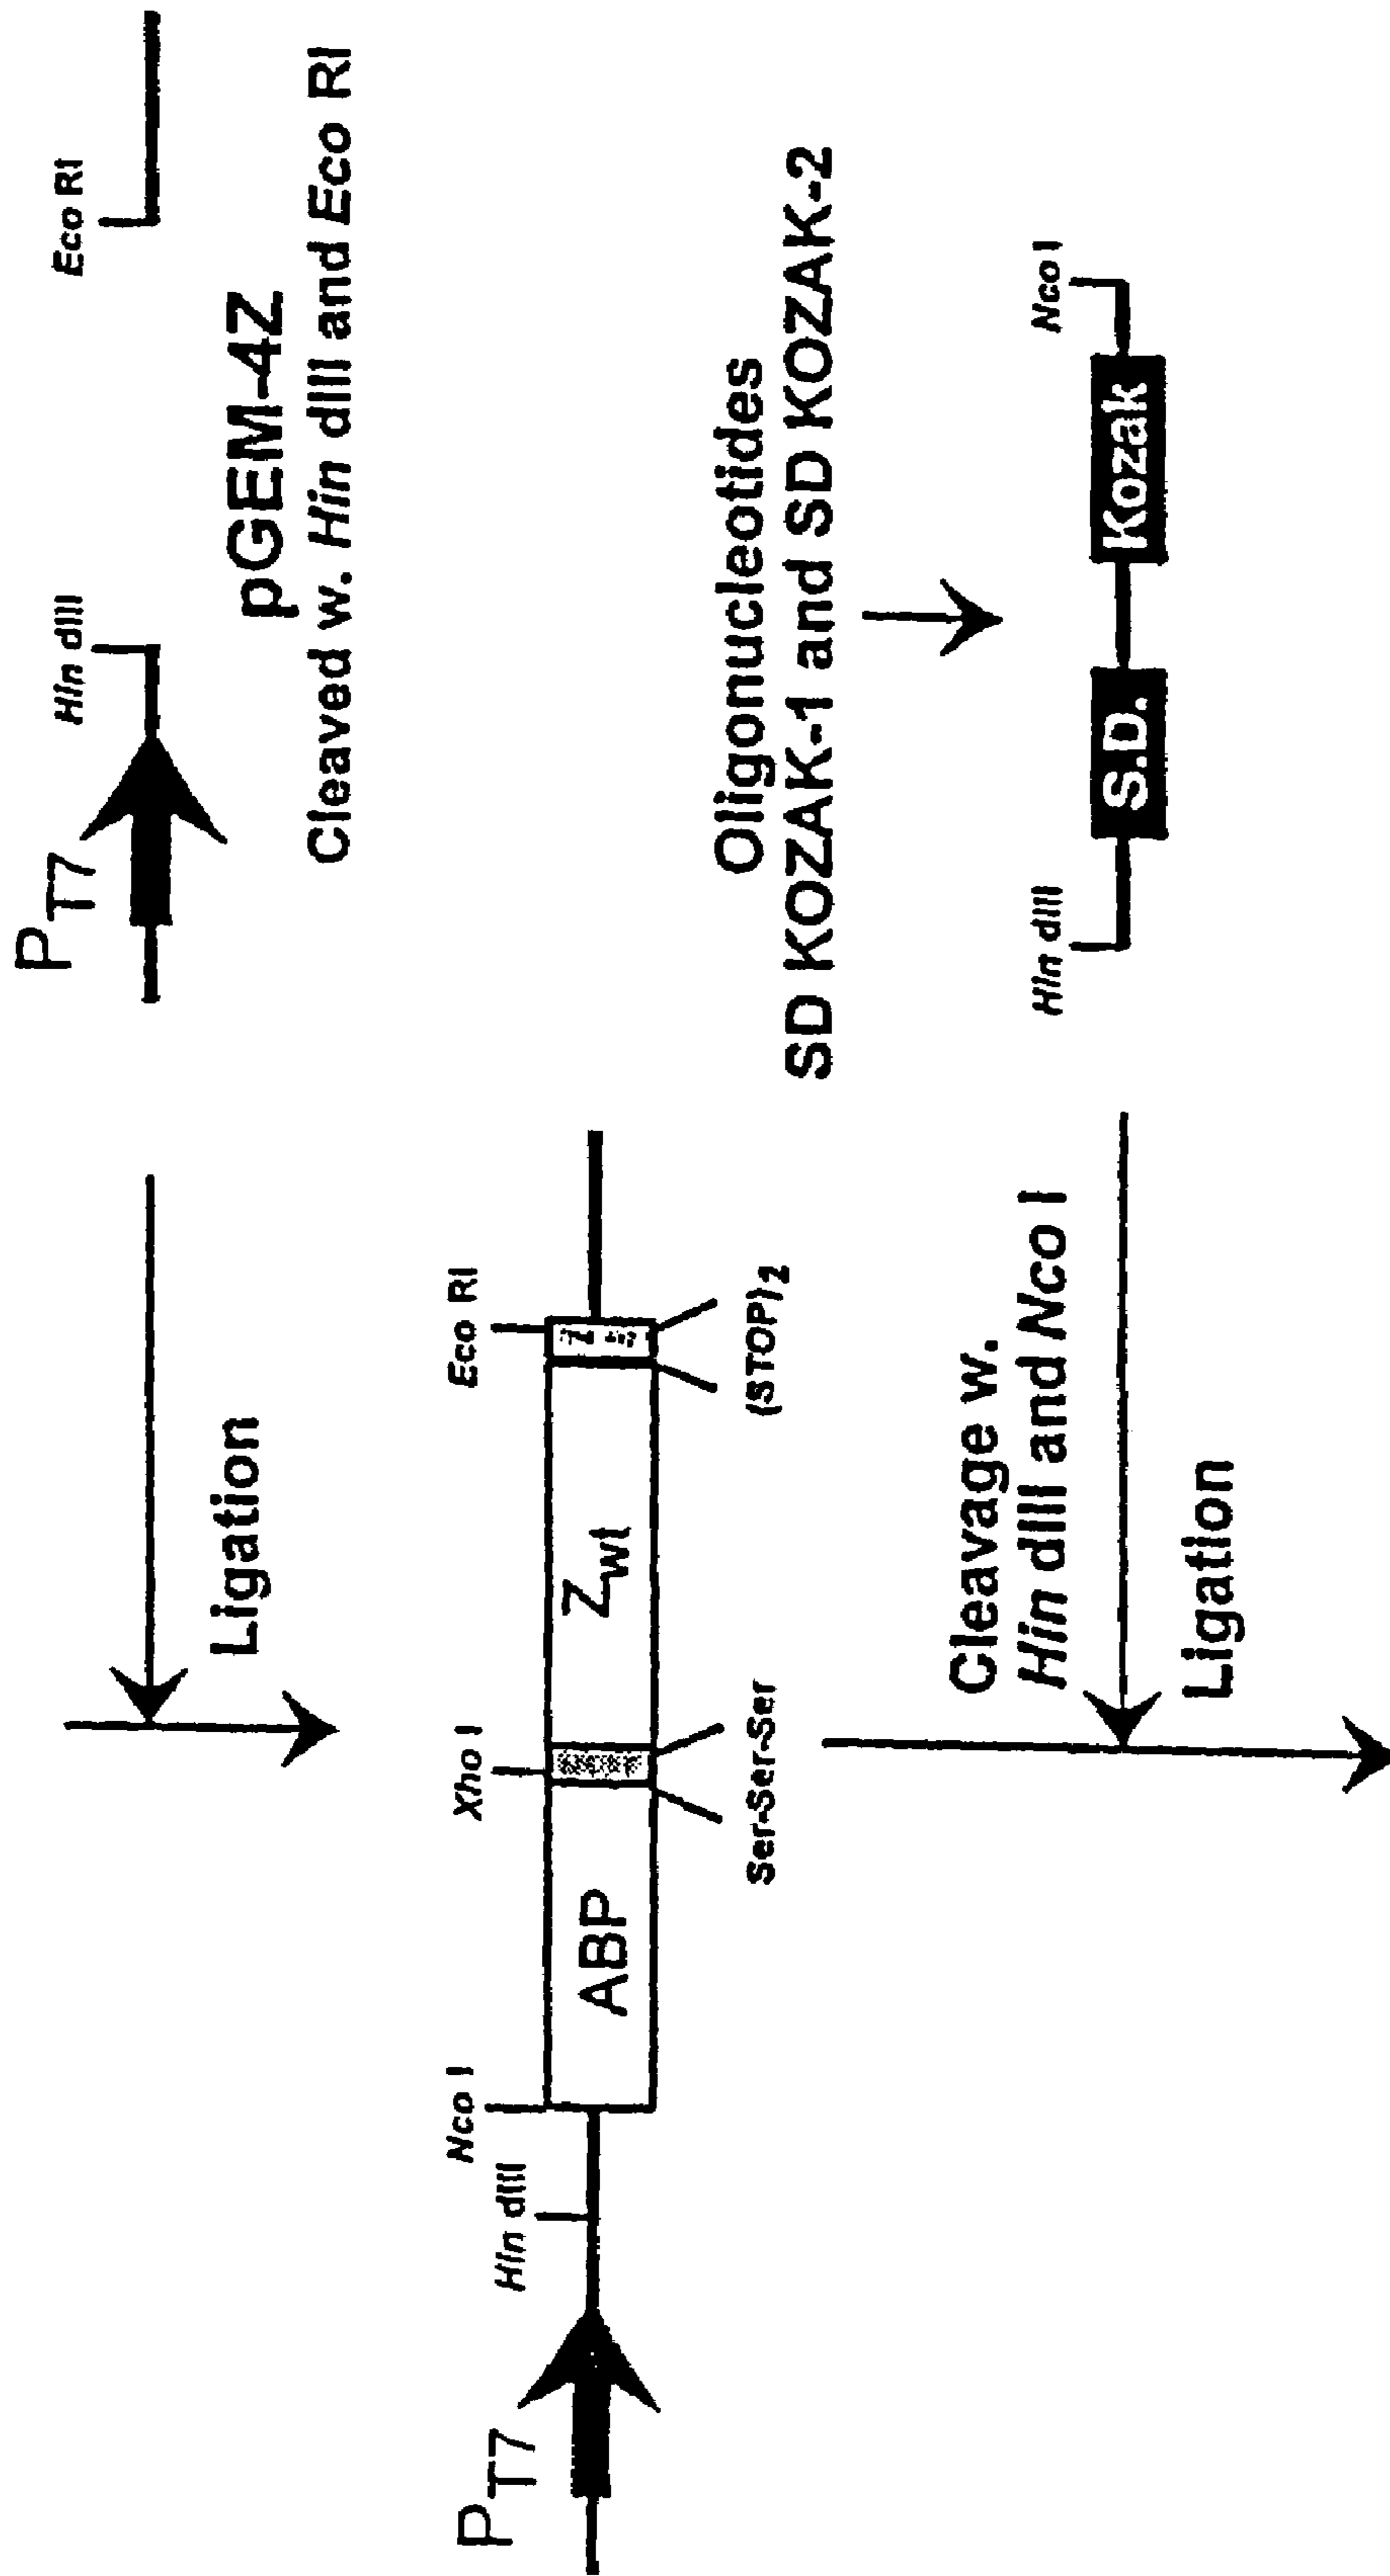 P T7
Hin dIII
Eco RI
pGEM-4Z
Cleaved w. Hin dIII and Eco RI
Ligation
P T7
Hin dIII
Nco I
Xho I
Eco RI
ABP
Zwt
Ser-Ser-Ser
(STOP)2
Oligonucleotides
SD KOZAK-1 and SD KOZAK-2
Cleavage w.
Hin dIII and Nco I
Ligation
Hin dIII
Nco I
S.D.
Kozak